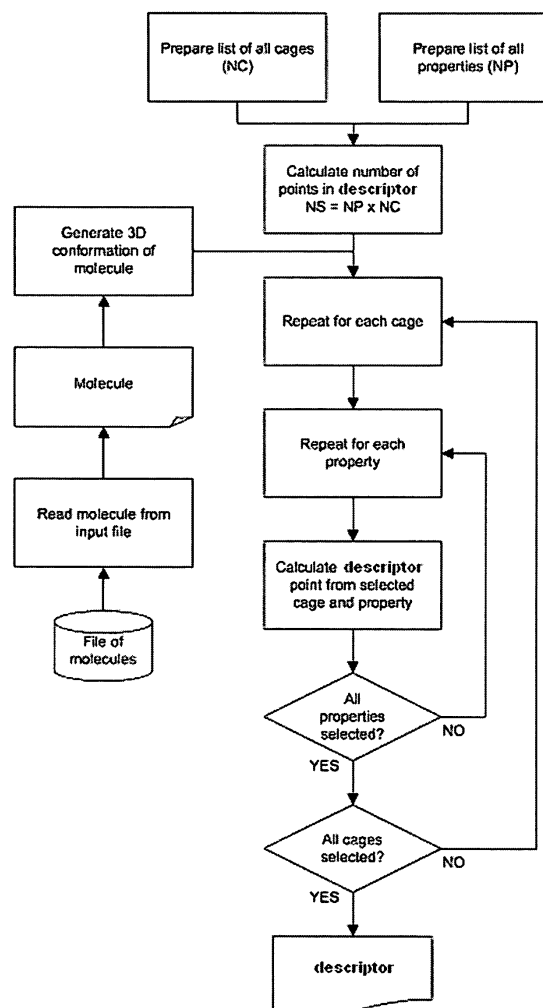 Prepare list of all cages
(NC)
Prepare list of all
properties (NP)
Calculate number of
points in descriptor
NS = NP x NC
Generate 3D
conformation of
molecule
Repeat for each cage
Molecule
Repeat for each
property
Read molecule from
input file
Calculate descriptor
point from selected
cage and property
File of
molecules
All
properties
selected?
NO
YES
All cages
selected?
NO
YES
descriptor